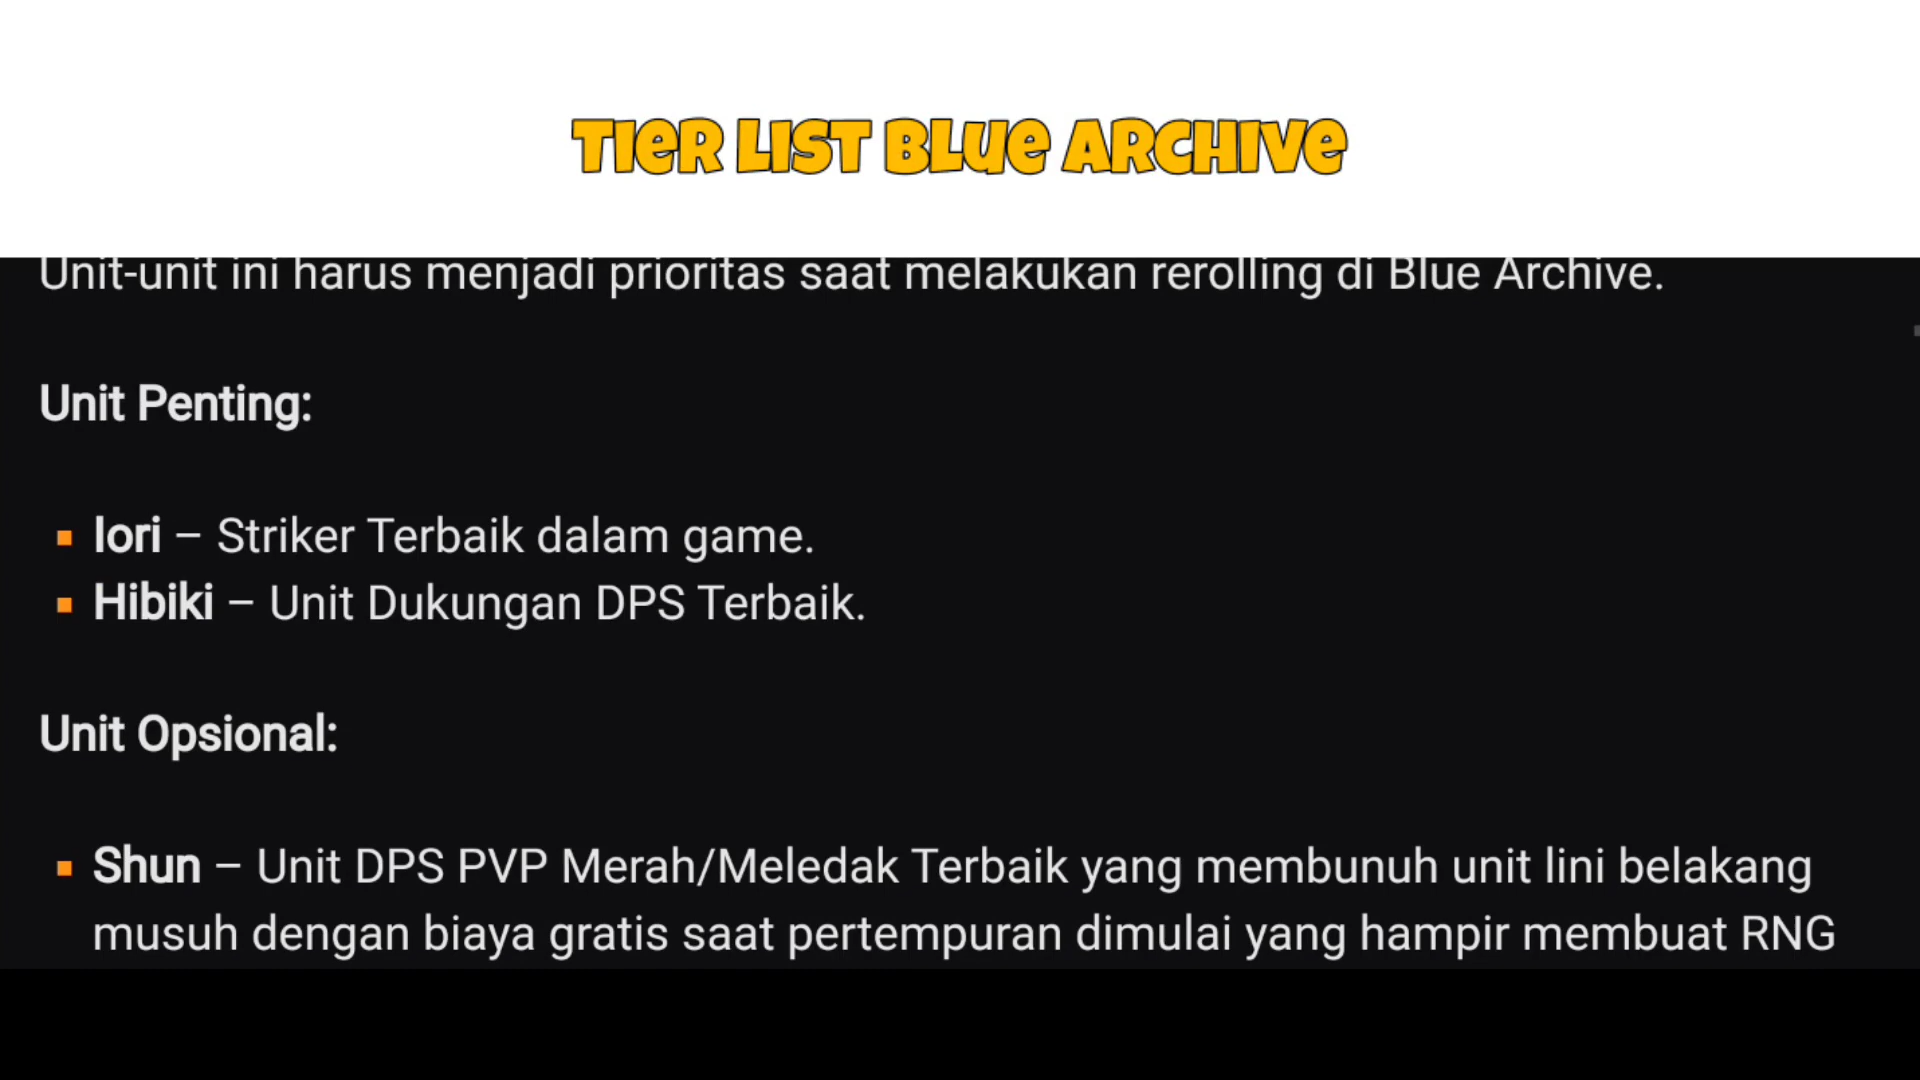 TIER LIST BLUE ARCHIVE
Unit-unit ini harus menjadi prioritas saat melakukan rerolling di Blue Archive.
Unit Penting:
▪ Iori – Striker Terbaik dalam game.
▪ Hibiki – Unit Dukungan DPS Terbaik.
Unit Opsional:
▪ Shun – Unit DPS PVP Merah/Meledak Terbaik yang membunuh unit lini belakang
musuh dengan biaya gratis saat pertempuran dimulai yang hampir membuat RNG